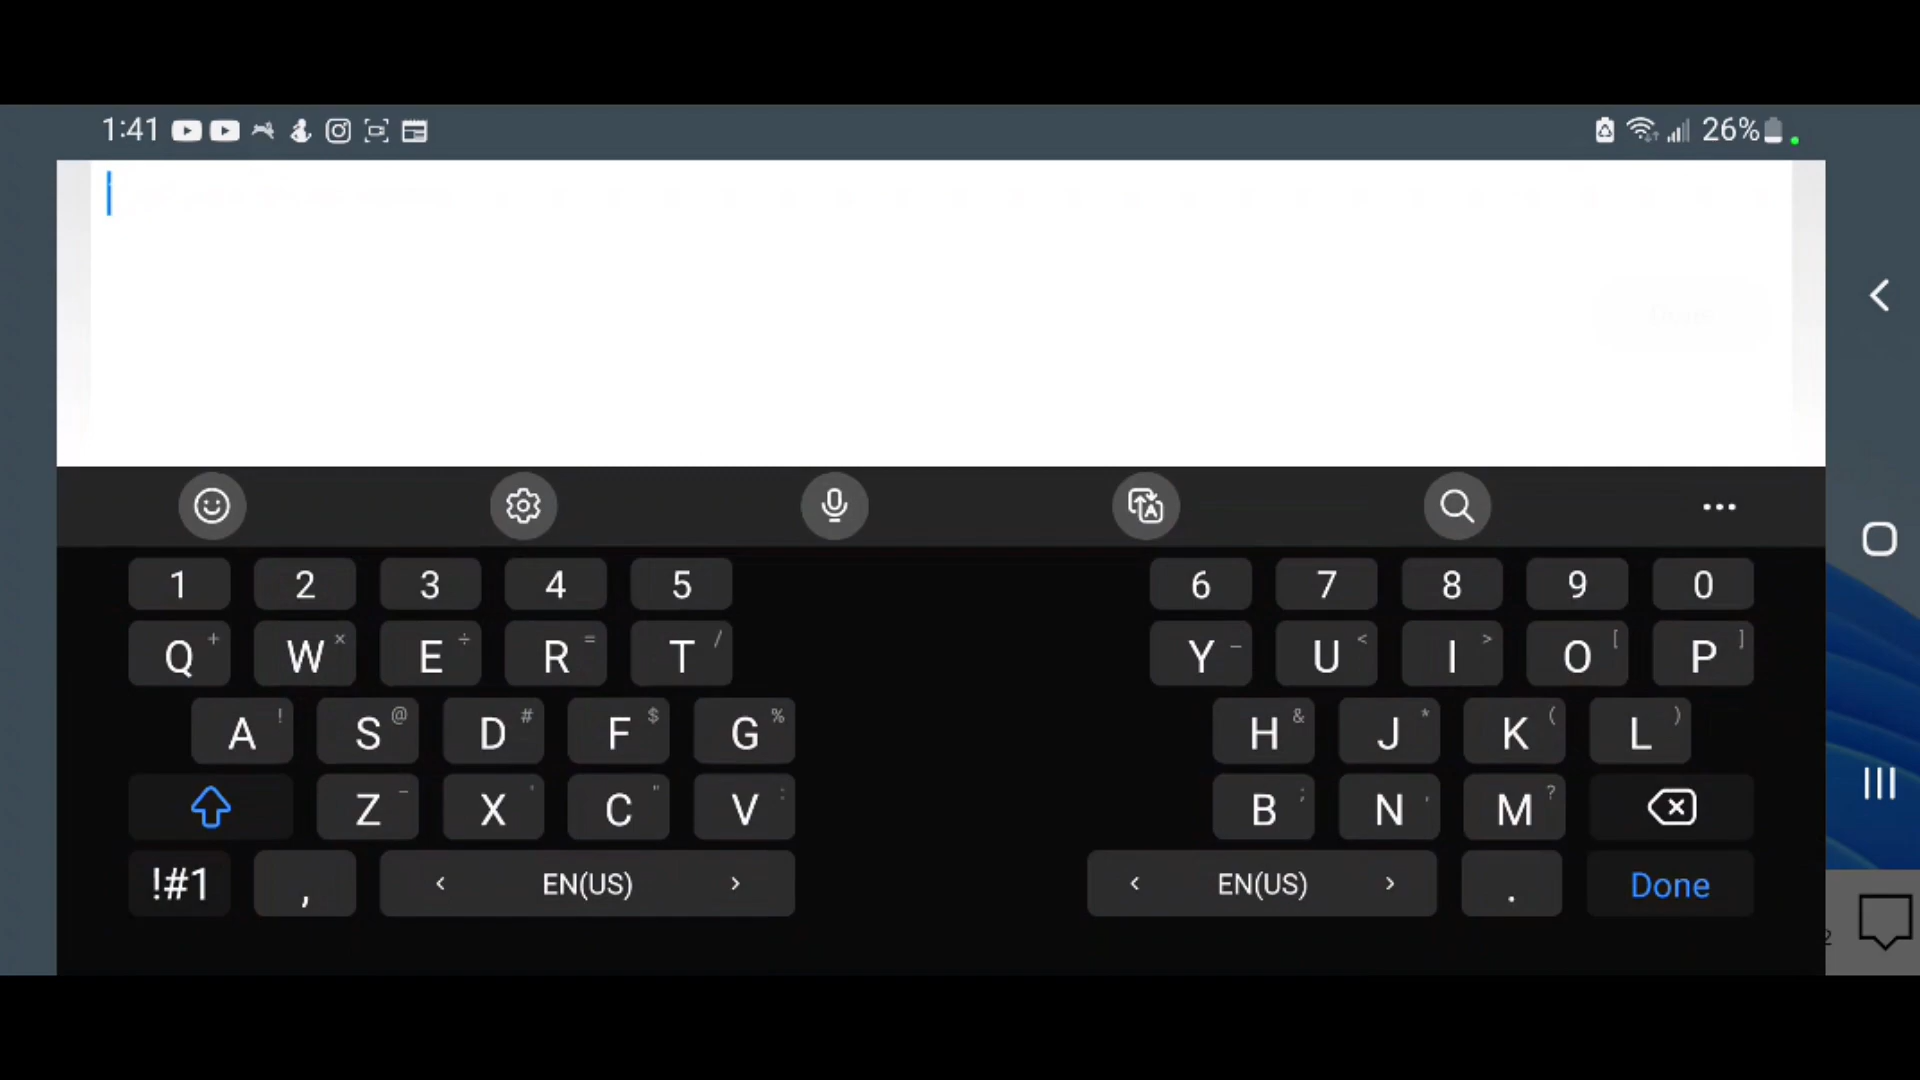 1:41 26%
1 2 3 4 5 6 7 8 9 0
Q + W × E ÷ R = T / Y _ U < I > O [ P ]
A ! S @ D # F $ G % H & J * K ( L )
Z - X ' C " V : B ; N , M ?
!#1 , < EN(US) > < EN(US) > . Done
2